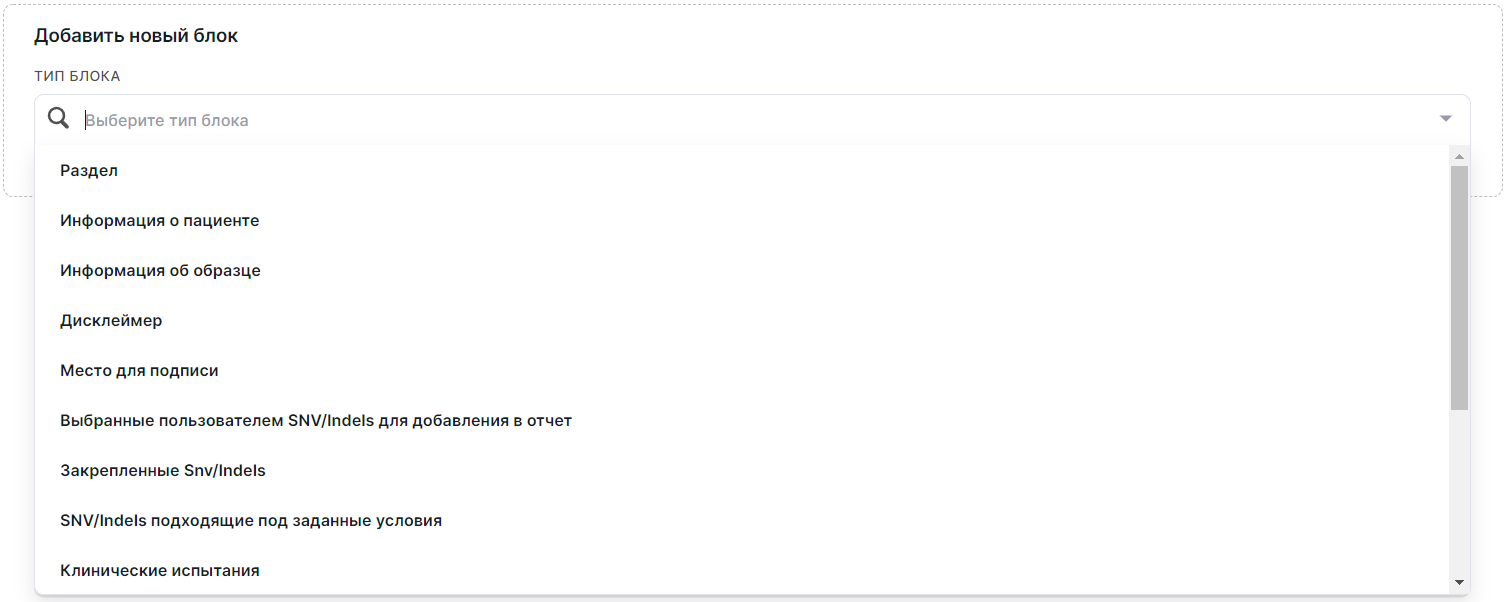 Добавить новый блок
ТИП БЛОКА
Выберите тип блока
Раздел
Информация о пациенте
Информация об образце
Дисклеймер
Место для подписи
Выбранные пользователем SNV/Indels для добавления в отчет
Закрепленные Snv/Indels
SNV/Indels подходящие под заданные условия
Клинические испытания